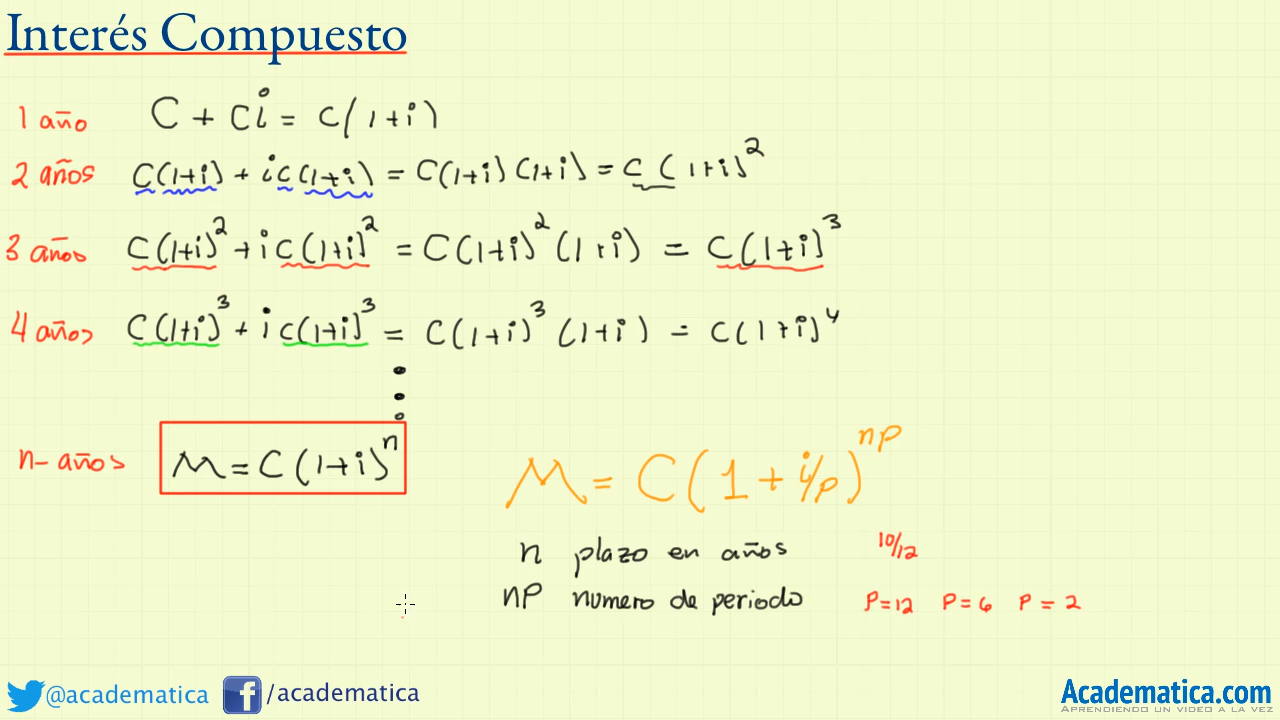 Interés Compuesto
1 año C + Ci = C(1+i)
2 años C(1+i) + iC(1+i) = C(1+i)(1+i) = C(1+i)²
3 años C(1+i)² + iC(1+i)² = C(1+i)²(1+i) = C(1+i)³
4 años C(1+i)³ + iC(1+i)³ = C(1+i)³(1+i) = C(1+i)⁴
n-años M = C(1+i)ⁿ
M = C(1 + i/p)ⁿᵖ
n plazo en años 10/12
np numero de periodo P=12 P=6 P=2
@academatica /academatica
Academatica.com
APRENDIENDO UN VIDEO A LA VEZ